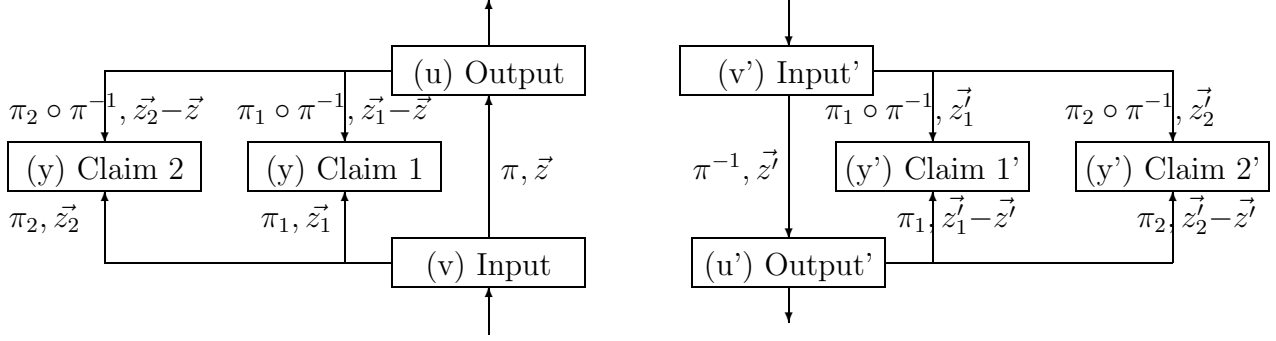 (u) Output
(v') Input'
π₂ ∘ π⁻¹, z⃗₂−z⃗
π₁ ∘ π⁻¹, z⃗₁−z⃗
π₁ ∘ π⁻¹, z⃗′₁
π₂ ∘ π⁻¹, z⃗′₂
(y) Claim 2
(y) Claim 1
π, z⃗
π⁻¹, z⃗′
(y') Claim 1'
(y') Claim 2'
π₂, z⃗₂
π₁, z⃗₁
π₁, z⃗′₁−z⃗′
π₂, z⃗′₂−z⃗′
(v) Input
(u') Output'